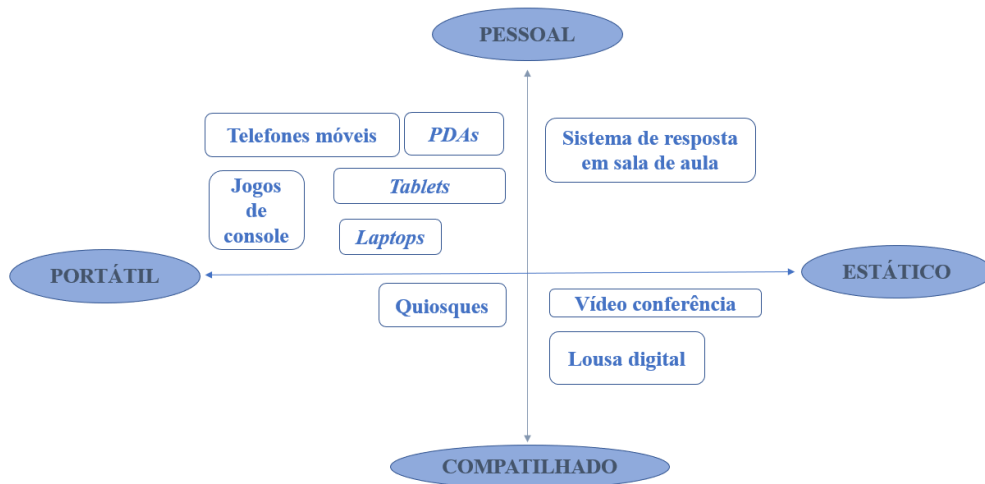 PESSOAL
Telefones móveis
PDAs
Sistema de resposta
em sala de aula
Jogos
de
console
Tablets
Laptops
PORTÁTIL
ESTÁTICO
Quiosques
Vídeo conferência
Lousa digital
COMPATILHADO